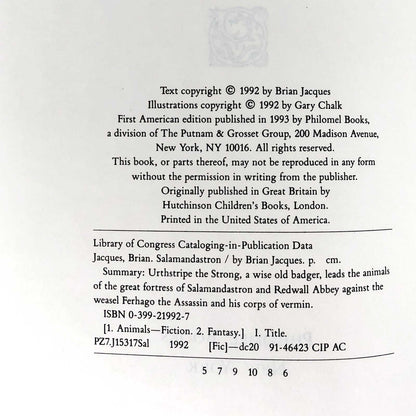 Text copyright © 1992 by Brian Jacques
Illustrations copyright © 1992 by Gary Chalk
First American edition published in 1993 by Philomel Books,
a division of The Putnam & Grosset Group, 200 Madison Avenue,
New York, NY 10016. All rights reserved.
This book, or parts thereof, may not be reproduced in any form
without the permission in writing from the publisher.
Originally published in Great Britain by
Hutchinson Children's Books, London.
Printed in the United States of America.
Library of Congress Cataloging-in-Publication Data
Jacques, Brian. Salamandastron / by Brian Jacques. p. cm.
Summary: Urthstripe the Strong, a wise old badger, leads the animals
of the great fortress of Salamandastron and Redwall Abbey against the
weasel Ferhago the Assassin and his corps of vermin.
ISBN 0-399-21992-7
[1. Animals—Fiction. 2. Fantasy.] I. Title.
PZ7.J15317Sal 1992 [Fic]—dc20 91-46423 CIP AC
5 7 9 10 8 6